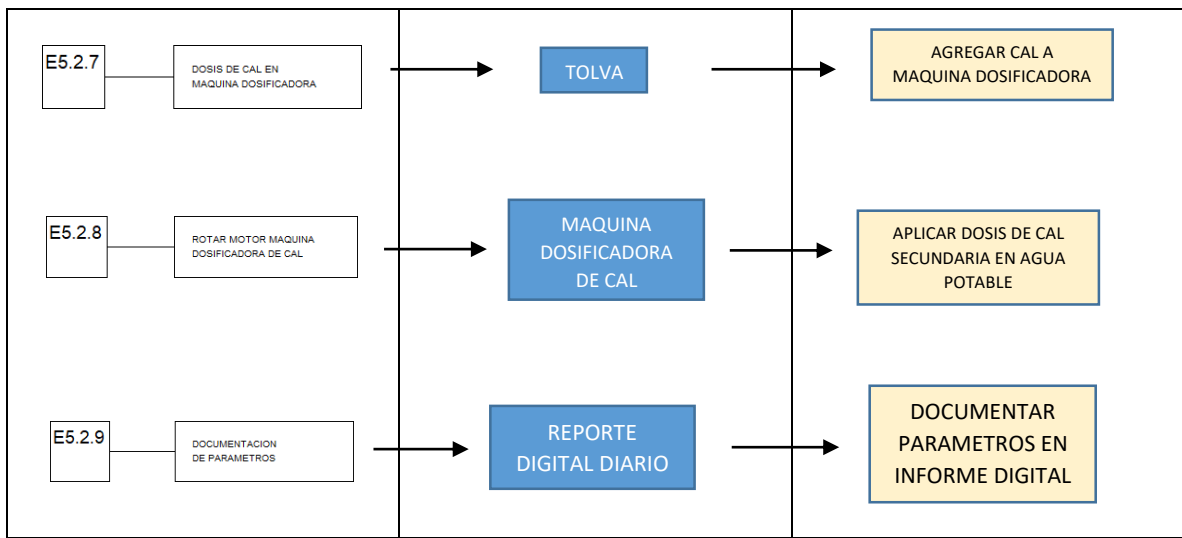 E5.2.7
DOSIS DE CAL EN
MAQUINA DOSIFICADORA
TOLVA
AGREGAR CAL A
MAQUINA DOSIFICADORA
E5.2.8
ROTAR MOTOR MAQUINA
DOSIFICADORA DE CAL
MAQUINA
DOSIFICADORA
DE CAL
APLICAR DOSIS DE CAL
SECUNDARIA EN AGUA
POTABLE
E5.2.9
DOCUMENTACION
DE PARAMETROS
REPORTE
DIGITAL DIARIO
DOCUMENTAR
PARAMETROS EN
INFORME DIGITAL